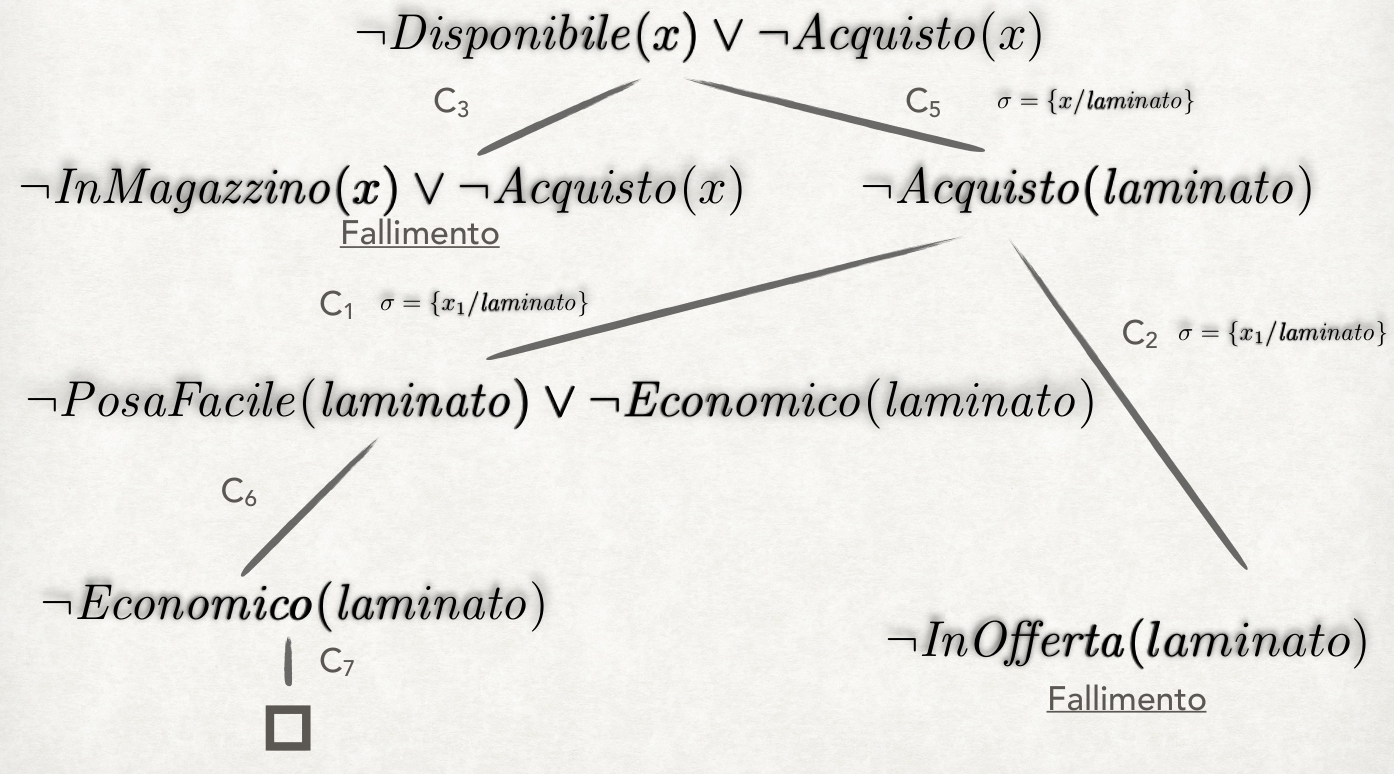 ¬Disponibile(x) ∨ ¬Acquisto(x)
C₃
C₅ σ = {x/laminato}
¬InMagazzino(x) ∨ ¬Acquisto(x)
¬Acquisto(laminato)
Fallimento
C₁ σ = {x₁/laminato}
C₂ σ = {x₁/laminato}
¬PosaFacile(laminato) ∨ ¬Economico(laminato)
C₆
¬Economico(laminato)
¬InOfferta(laminato)
C₇
Fallimento